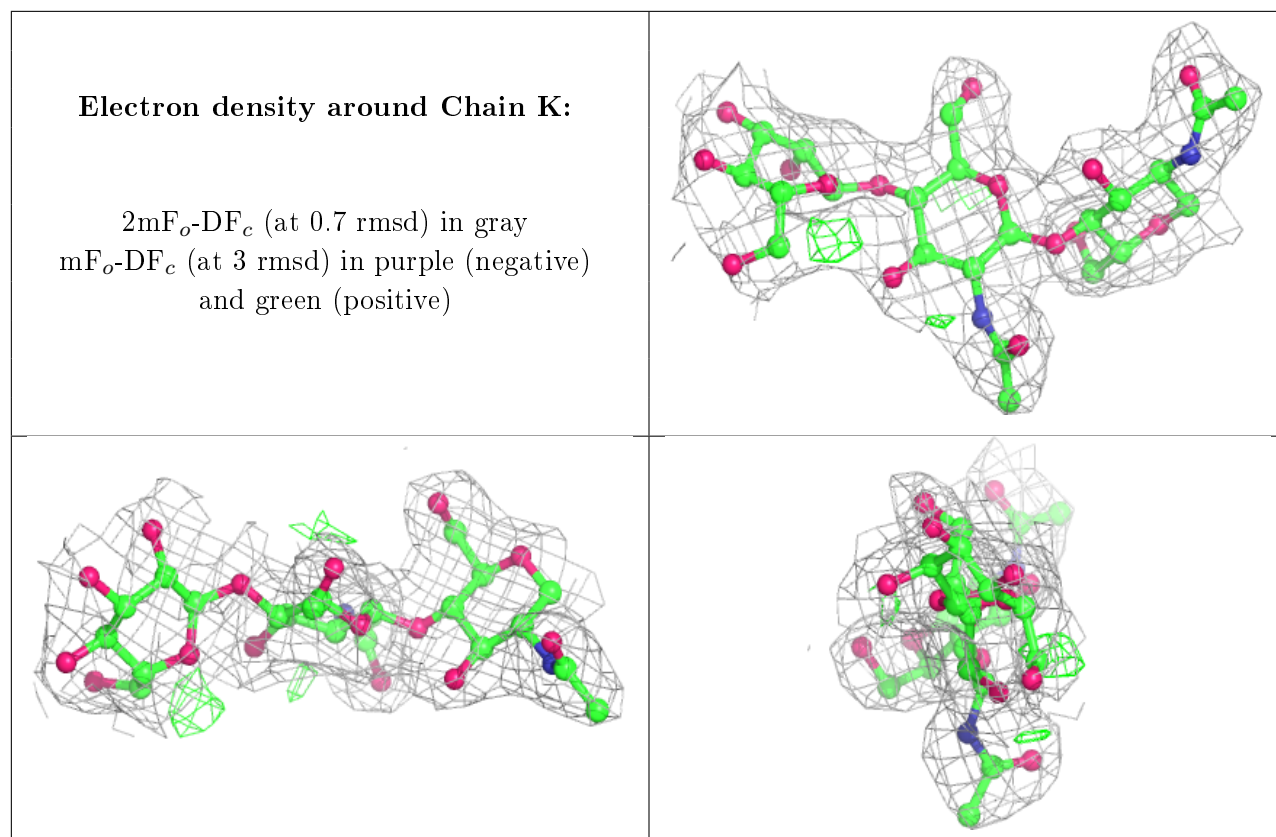 Electron density around Chain K:
2mFₒ-DF𝒸 (at 0.7 rmsd) in gray
mFₒ-DF𝒸 (at 3 rmsd) in purple (negative)
and green (positive)